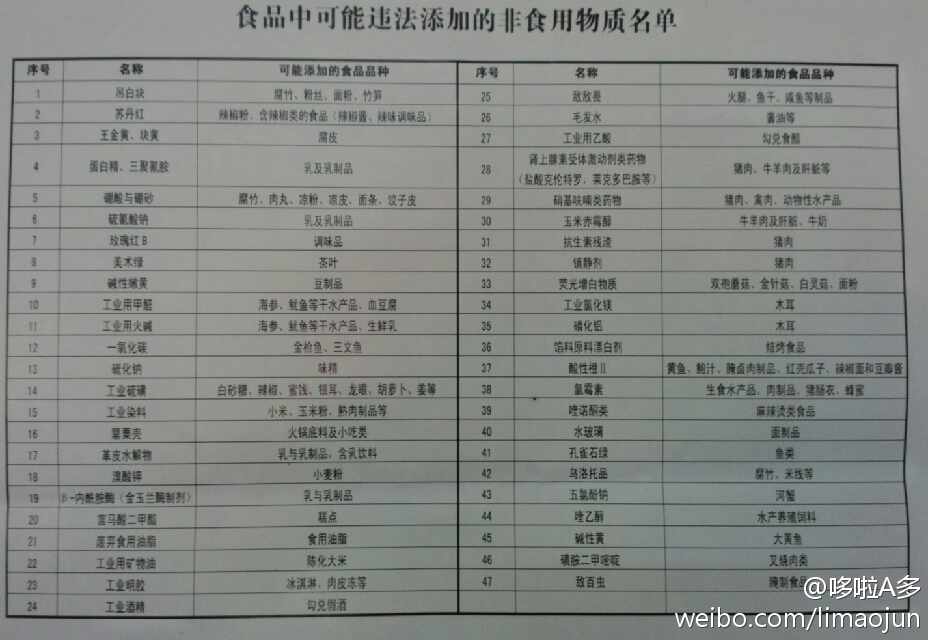 食品中可能违法添加的非食用物质名单
序号 名称 可能添加的食品品种
1 吊白块 腐竹、粉丝、面粉、竹笋
2 苏丹红 辣椒粉、含辣椒类的食品（辣椒酱、辣味调味品）
3 王金黄、块黄 腐皮
4 蛋白精、三聚氰胺 乳及乳制品
5 硼酸与硼砂 腐竹、肉丸、凉粉、凉皮、面条、饺子皮
6 硫氰酸钠 乳及乳制品
7 玫瑰红B 调味品
8 美术绿 茶叶
9 碱性嫩黄 豆制品
10 工业用甲醛 海参、鱿鱼等干水产品、血豆腐
11 工业用火碱 海参、鱿鱼等干水产品、生鲜乳
12 一氧化碳 金枪鱼、三文鱼
13 硫化钠 味精
14 工业硫磺 白砂糖、辣椒、蜜饯、银耳、龙眼、胡萝卜、姜等
15 工业染料 小米、玉米粉、熟肉制品等
16 罂粟壳 火锅底料及小吃类
17 革皮水解物 乳与乳制品、含乳饮料
18 溴酸钾 小麦粉
19 β-内酰胺酶（金玉兰酶制剂） 乳与乳制品
20 富马酸二甲酯 糕点
21 废弃食用油脂 食用油脂
22 工业用矿物油 陈化大米
23 工业明胶 冰淇淋、肉皮冻等
24 工业酒精 勾兑假酒
序号 名称 可能添加的食品品种
25 敌敌畏 火腿、鱼干、咸鱼等制品
26 毛发水 酱油等
27 工业用乙酸 勾兑食醋
28 肾上腺素受体激动剂类药物 猪肉、牛羊肉及肝脏等
（盐酸克伦特罗、莱克多巴胺等）
29 硝基呋喃类药物 猪肉、禽肉、动物性水产品
30 玉米赤霉醇 牛羊肉及肝脏、牛奶
31 抗生素残渣 猪肉
32 镇静剂 猪肉
33 荧光增白物质 双孢蘑菇、金针菇、白灵菇、面粉
34 工业氯化镁 木耳
35 磷化铝 木耳
36 馅料原料漂白剂 焙烤食品
37 酸性橙Ⅱ 黄鱼、鲍汁、腌卤肉制品、红壳瓜子、辣椒面和豆瓣酱
38 氯霉素 生食水产品、肉制品、猪肠衣、蜂蜜
39 喹诺酮类 麻辣烫类食品
40 水玻璃 面制品
41 孔雀石绿 鱼类
42 乌洛托品 腐竹、米线等
43 五氯酚钠 河蟹
44 喹乙醇 水产养殖饲料
45 碱性黄 大黄鱼
46 磺胺二甲嘧啶 叉烧肉类
47 敌百虫 腌制食品
@哆啦A多
weibo.com/limaojun